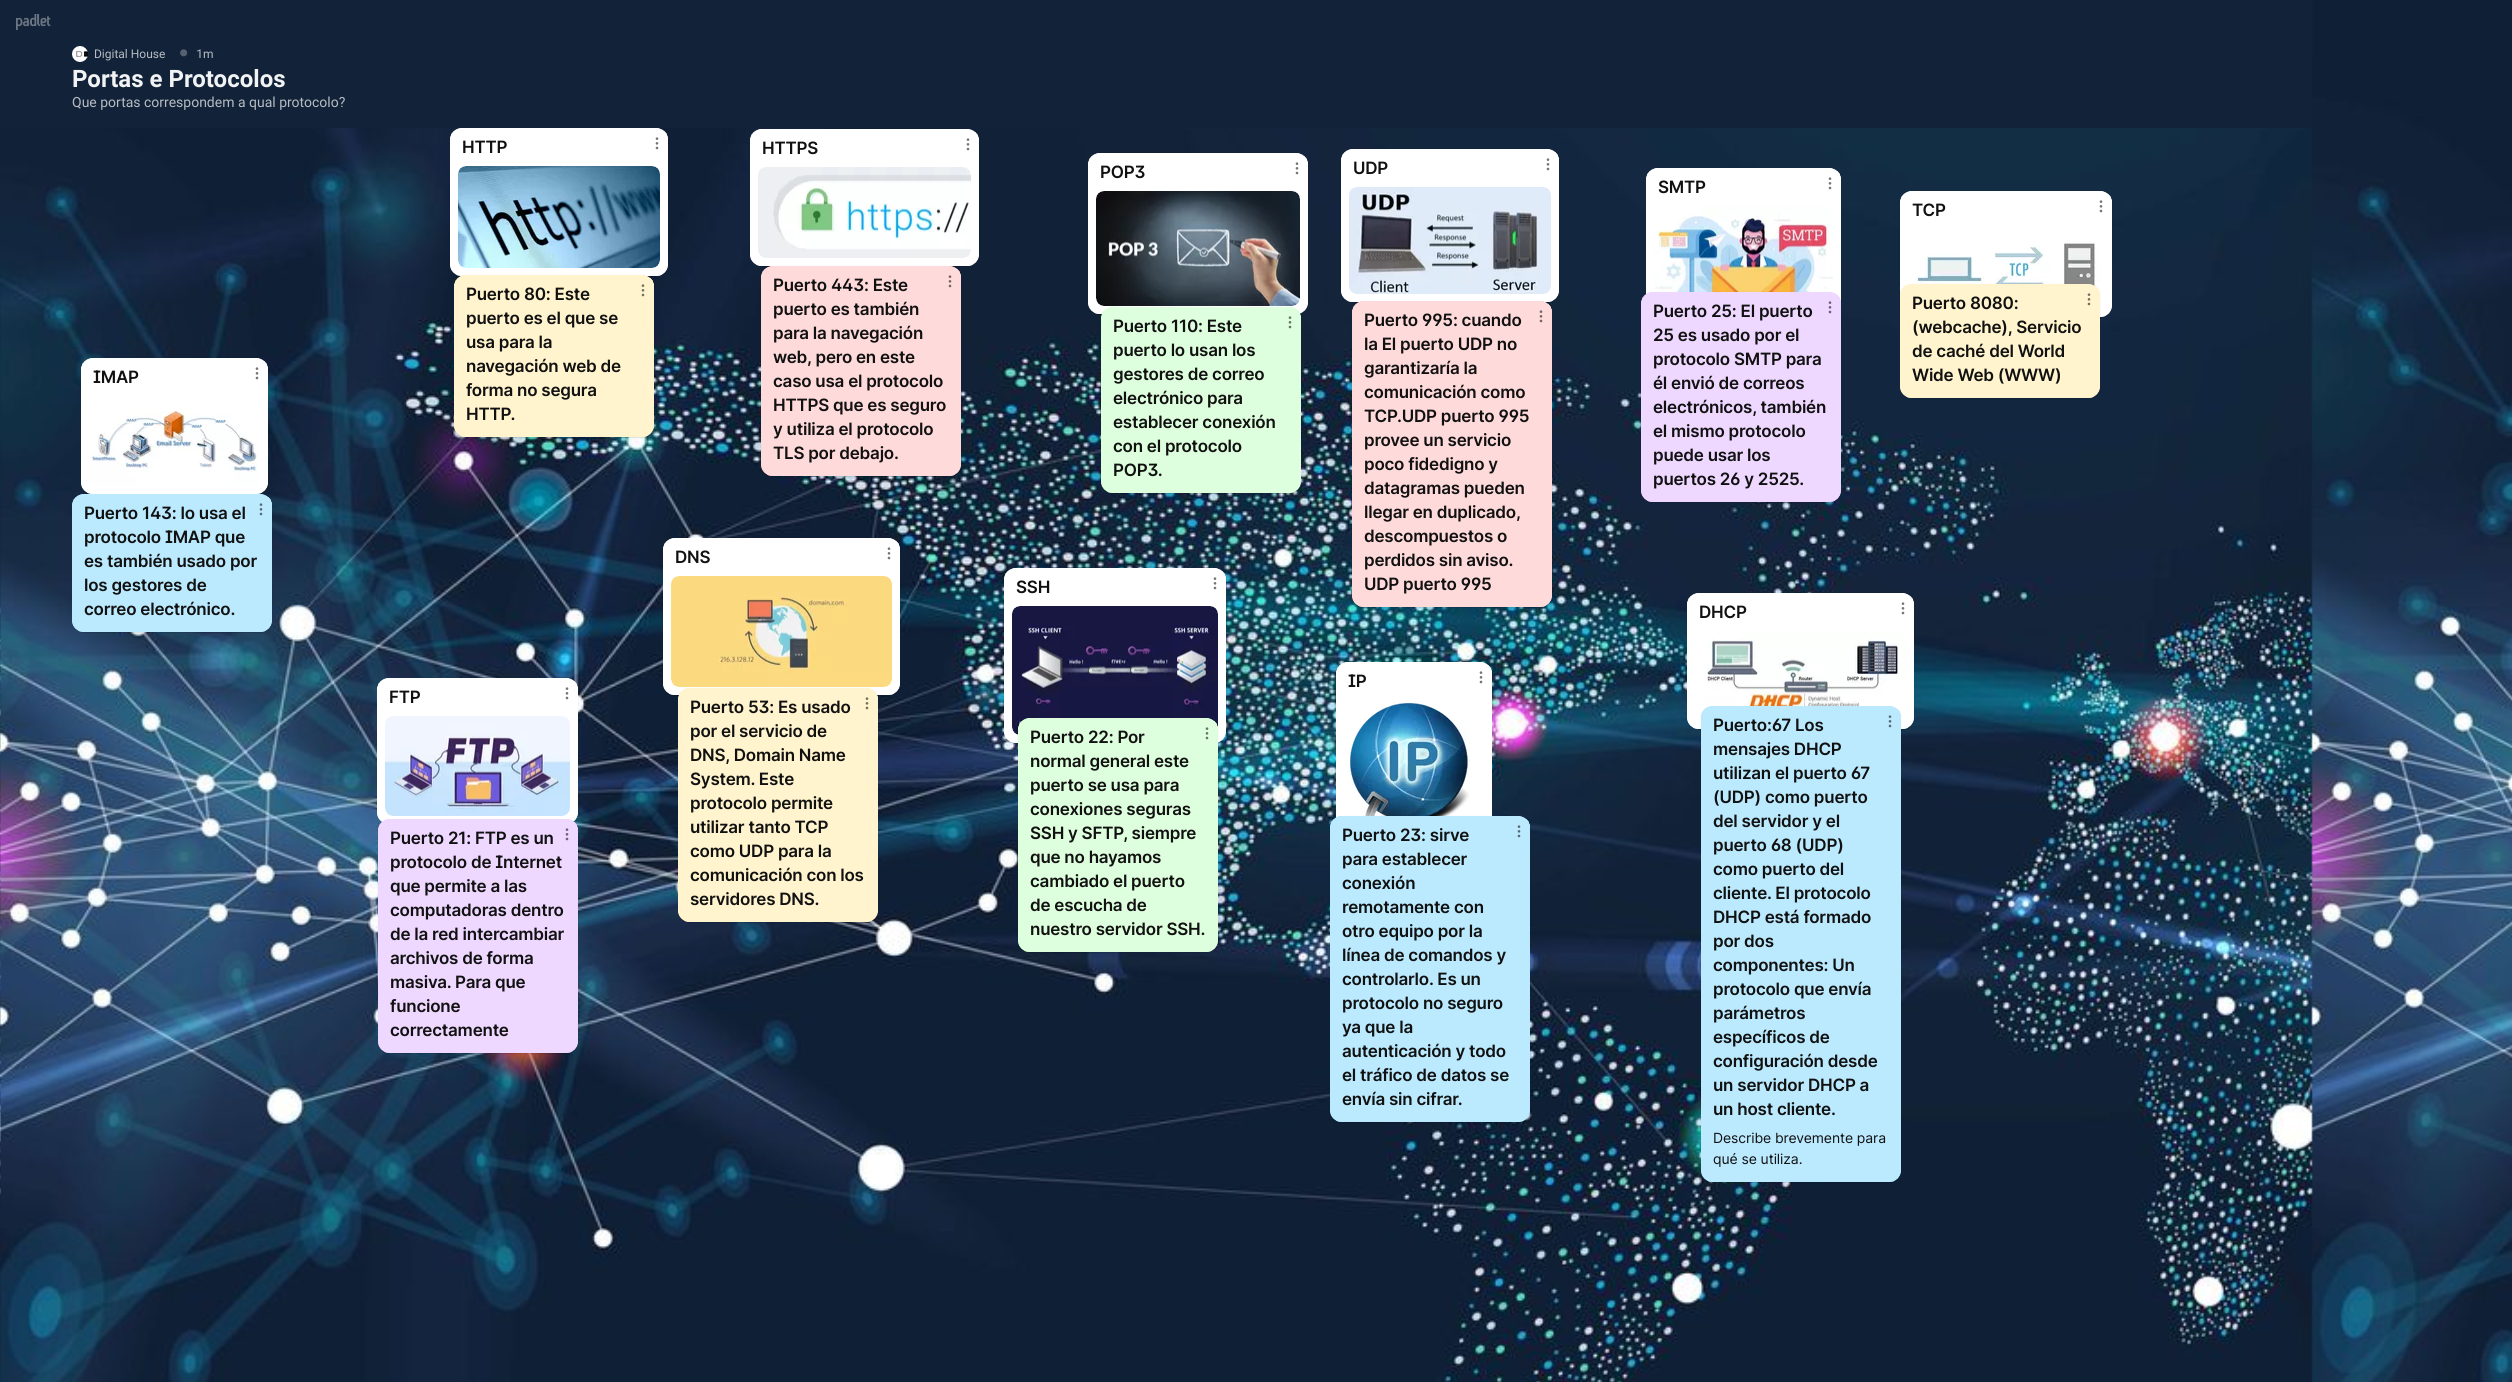 padlet
Digital House • 1m
Portas e Protocolos
Que portas correspondem a qual protocolo?
HTTP
http://www
Puerto 80: Este
puerto es el que se
usa para la
navegación web de
forma no segura
HTTP.
HTTPS
https://
Puerto 443: Este
puerto es también
para la navegación
web, pero en este
caso usa el protocolo
HTTPS que es seguro
y utiliza el protocolo
TLS por debajo.
POP3
POP 3
Puerto 110: Este
puerto lo usan los
gestores de correo
electrónico para
establecer conexión
con el protocolo
POP3.
UDP
UDP
Request
Response
Response
Client
Server
Puerto 995: cuando
la El puerto UDP no
garantizaría la
comunicación como
TCP.UDP puerto 995
provee un servicio
poco fidedigno y
datagramas pueden
llegar en duplicado,
descompuestos o
perdidos sin aviso.
UDP puerto 995
SMTP
SMTP
Puerto 25: El puerto
25 es usado por el
protocolo SMTP para
él envió de correos
electrónicos, también
el mismo protocolo
puede usar los
puertos 26 y 2525.
TCP
TCP
Puerto 8080:
(webcache), Servicio
de caché del World
Wide Web (WWW)
IMAP
Email Server
Puerto 143: lo usa el
protocolo IMAP que
es también usado por
los gestores de
correo electrónico.
FTP
FTP
Puerto 21: FTP es un
protocolo de Internet
que permite a las
computadoras dentro
de la red intercambiar
archivos de forma
masiva. Para que
funcione
correctamente
DNS
domain.com
216.3.128.12
Puerto 53: Es usado
por el servicio de
DNS, Domain Name
System. Este
protocolo permite
utilizar tanto TCP
como UDP para la
comunicación con los
servidores DNS.
SSH
SSH CLIENT
SSH SERVER
Hello !
Hello !
Puerto 22: Por
normal general este
puerto se usa para
conexiones seguras
SSH y SFTP, siempre
que no hayamos
cambiado el puerto
de escucha de
nuestro servidor SSH.
IP
IP
Puerto 23: sirve
para establecer
conexión
remotamente con
otro equipo por la
línea de comandos y
controlarlo. Es un
protocolo no seguro
ya que la
autenticación y todo
el tráfico de datos se
envía sin cifrar.
DHCP
DHCP Client
Router
DHCP Server
DHCP
Dynamic Host
Puerto:67 Los
mensajes DHCP
utilizan el puerto 67
(UDP) como puerto
del servidor y el
puerto 68 (UDP)
como puerto del
cliente. El protocolo
DHCP está formado
por dos
componentes: Un
protocolo que envía
parámetros
específicos de
configuración desde
un servidor DHCP a
un host cliente.
Describe brevemente para
qué se utiliza.